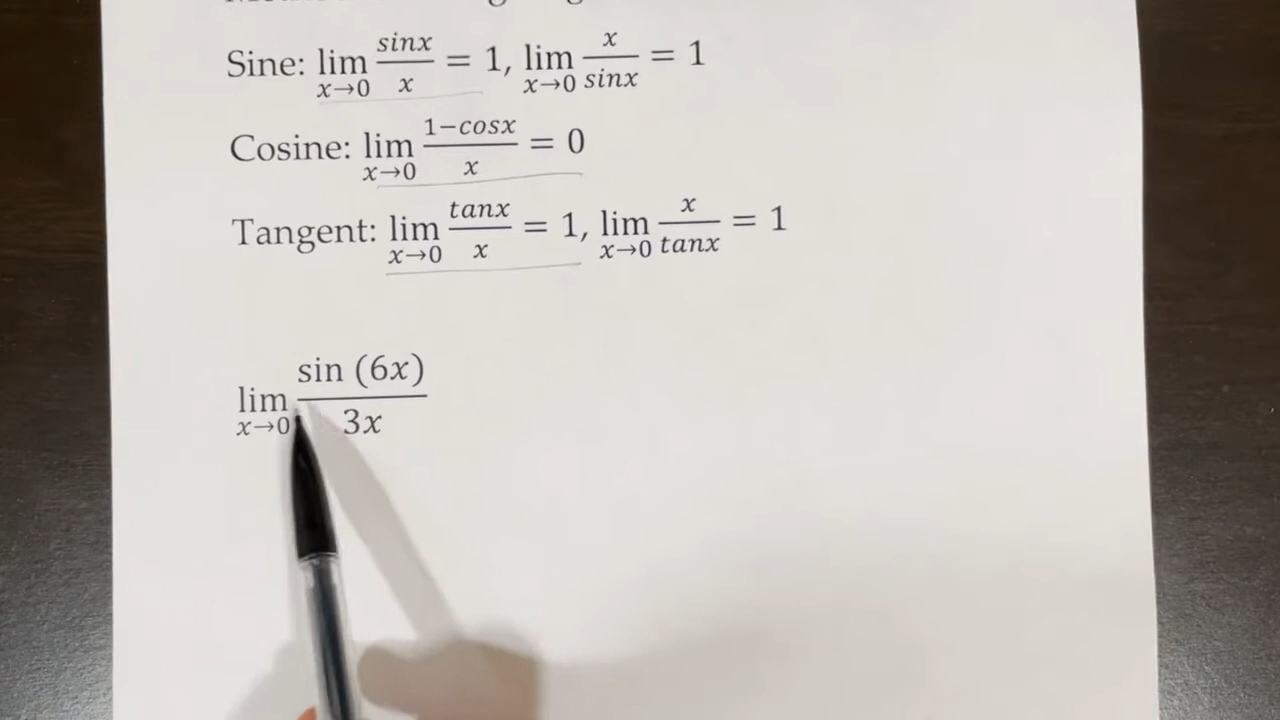 Sine: lim x→0 sinx/x = 1, lim x→0 x/sinx = 1
Cosine: lim x→0 1−cosx/x = 0
Tangent: lim x→0 tanx/x = 1, lim x→0 x/tanx = 1
lim x→0 sin (6x)/3x